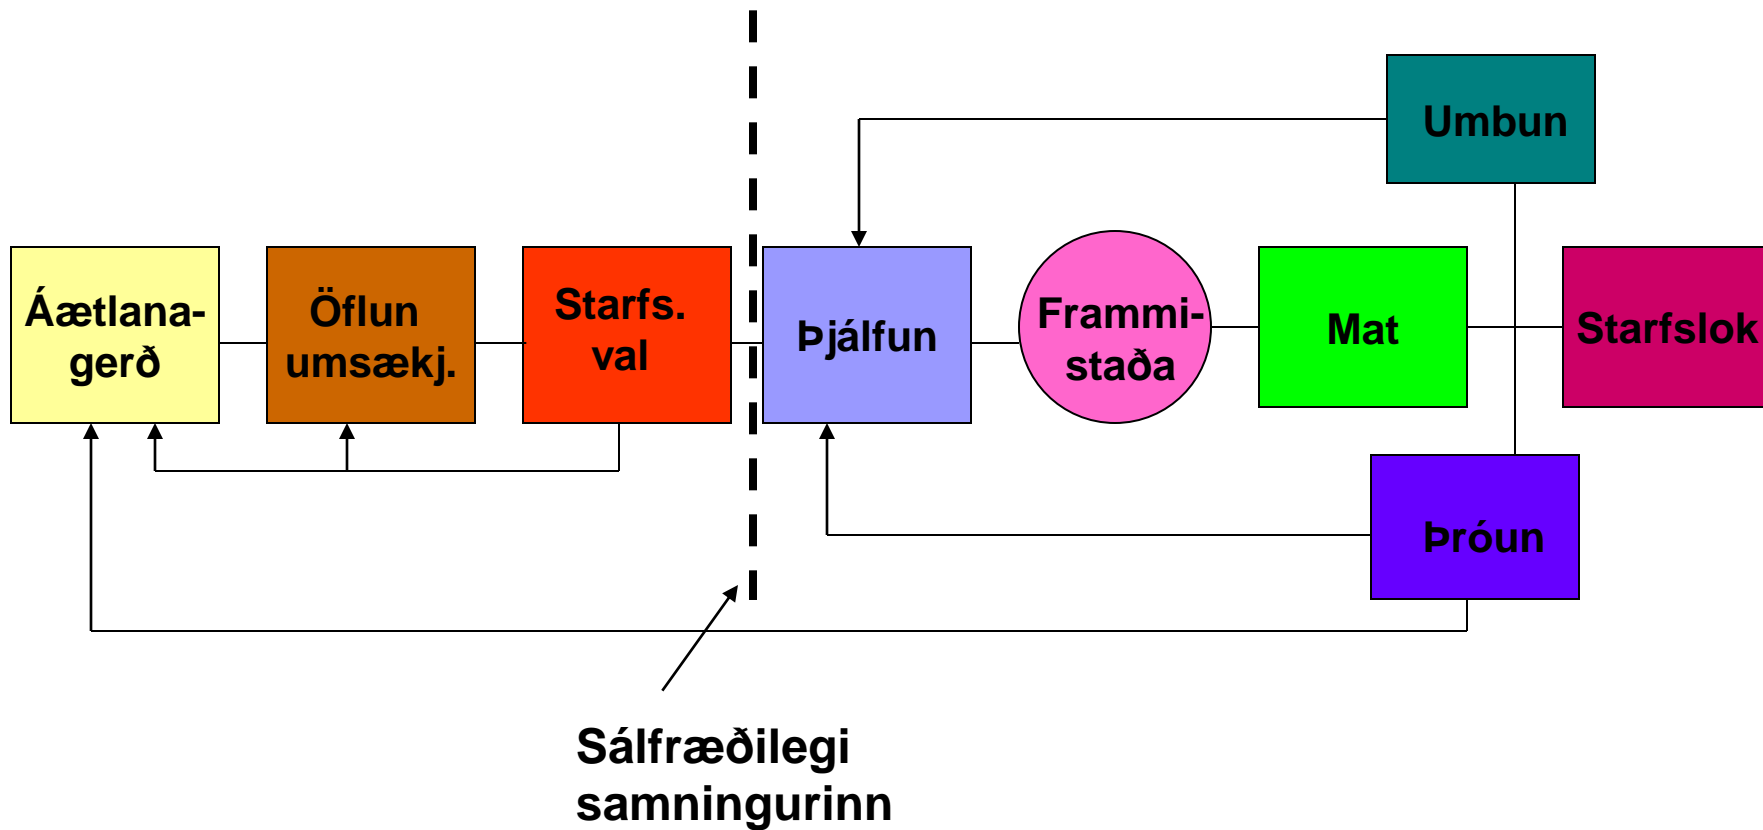 Umbun
Áætlana-
gerð
Öflun
umsækj.
Starfs.
val
Þjálfun
Frammi-
staða
Mat
Starfslok
Þróun
Sálfræðilegi
samningurinn